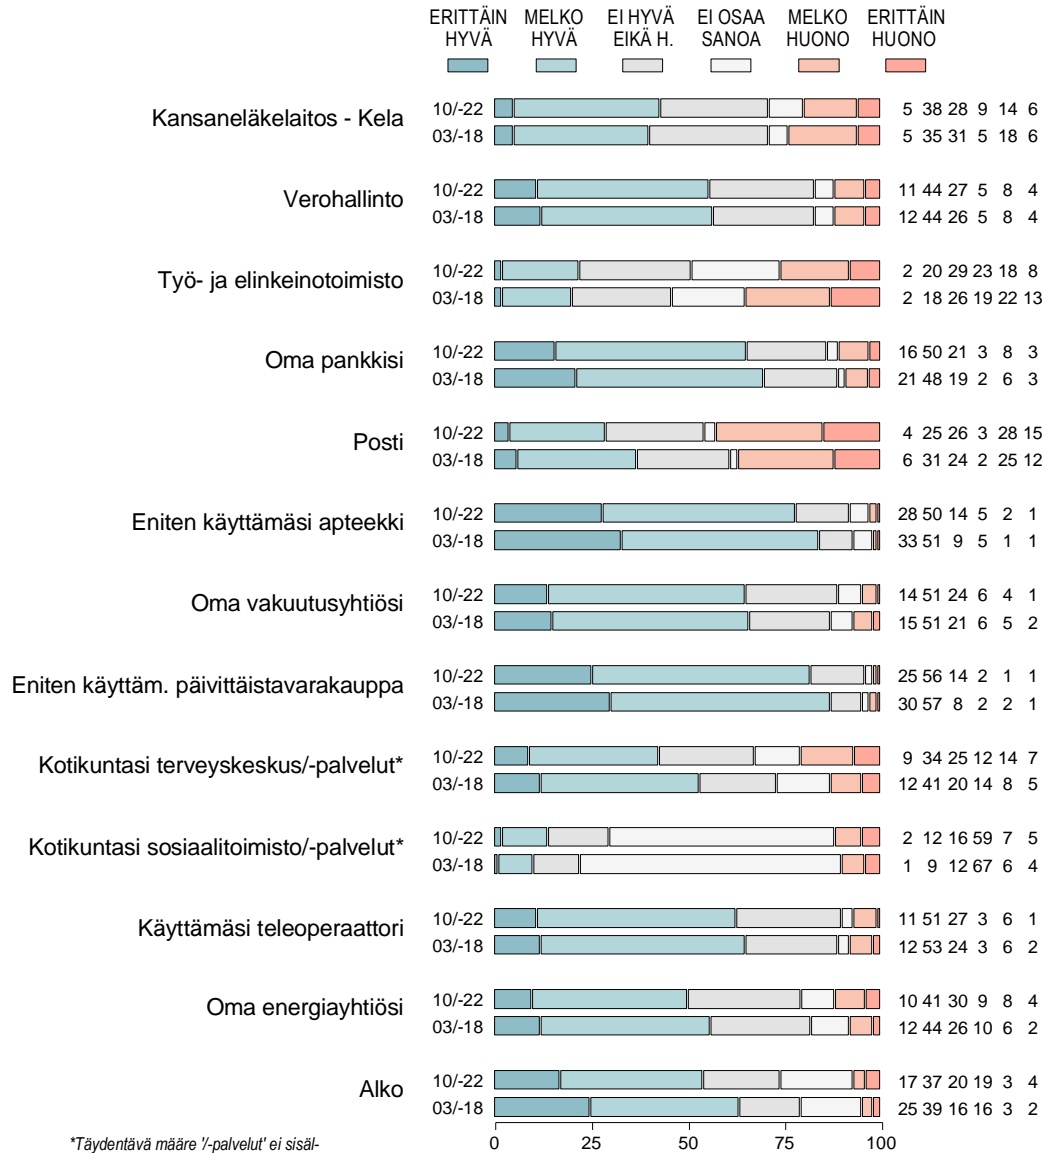 ERITTÄIN MELKO EI HYVÄ EI OSAA MELKO ERITTÄIN
HYVÄ HYVÄ EIKÄ H. SANOA HUONO HUONO
Kansaneläkelaitos - Kela
10/-22 5 38 28 9 14 6
03/-18 5 35 31 5 18 6
Verohallinto
10/-22 11 44 27 5 8 4
03/-18 12 44 26 5 8 4
Työ- ja elinkeinotoimisto
10/-22 2 20 29 23 18 8
03/-18 2 18 26 19 22 13
Oma pankkisi
10/-22 16 50 21 3 8 3
03/-18 21 48 19 2 6 3
Posti
10/-22 4 25 26 3 28 15
03/-18 6 31 24 2 25 12
Eniten käyttämäsi apteekki
10/-22 28 50 14 5 2 1
03/-18 33 51 9 5 1 1
Oma vakuutusyhtiösi
10/-22 14 51 24 6 4 1
03/-18 15 51 21 6 5 2
Eniten käyttäm. päivittäistavarakauppa
10/-22 25 56 14 2 1 1
03/-18 30 57 8 2 2 1
Kotikuntasi terveyskeskus/-palvelut*
10/-22 9 34 25 12 14 7
03/-18 12 41 20 14 8 5
Kotikuntasi sosiaalitoimisto/-palvelut*
10/-22 2 12 16 59 7 5
03/-18 1 9 12 67 6 4
Käyttämäsi teleoperaattori
10/-22 11 51 27 3 6 1
03/-18 12 53 24 3 6 2
Oma energiayhtiösi
10/-22 10 41 30 9 8 4
03/-18 12 44 26 10 6 2
Alko
10/-22 17 37 20 19 3 4
03/-18 25 39 16 16 3 2
0 25 50 75 100
*Täydentävä määre '/-palvelut' ei sisäl-